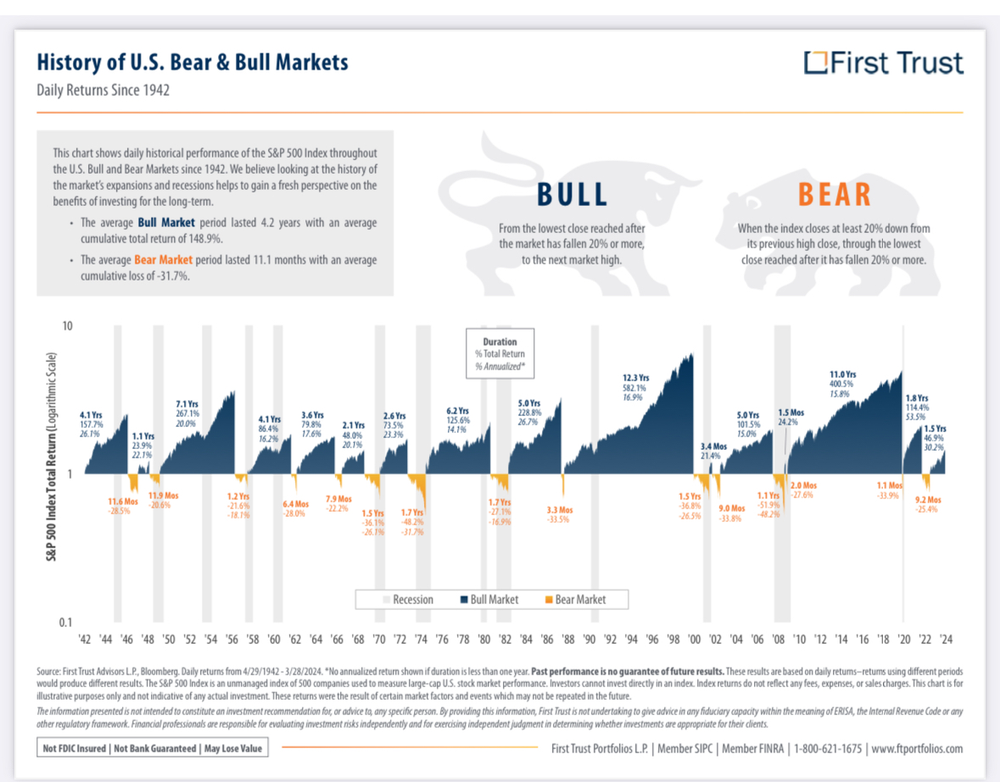 History of U.S. Bear & Bull Markets
First Trust
Daily Returns Since 1942
This chart shows daily historical performance of the S&P 500 Index throughout
the U.S. Bull and Bear Markets since 1942. We believe looking at the history of
the market's expansions and recessions helps to gain a fresh perspective on the
benefits of investing for the long-term.
• The average Bull Market period lasted 4.2 years with an average
cumulative total return of 148.9%.
• The average Bear Market period lasted 11.1 months with an average
cumulative loss of -31.7%.
BULL
From the lowest close reached after
the market has fallen 20% or more,
to the next market high.
BEAR
When the index closes at least 20% down from
its previous high close, through the lowest
close reached after it has fallen 20% or more.
S&P 500 Index Total Return (Logarithmic Scale)
10
1
0.1
Duration
% Total Return
% Annualized*
4.1 Yrs
157.7%
26.1%
1.1 Yrs
23.9%
22.1%
7.1 Yrs
267.1%
20.0%
4.1 Yrs
86.4%
16.2%
3.6 Yrs
79.8%
17.6%
2.1 Yrs
48.0%
20.1%
2.6 Yrs
73.5%
23.3%
6.2 Yrs
125.6%
14.1%
5.0 Yrs
228.8%
26.7%
12.3 Yrs
582.1%
16.9%
3.4 Mos
21.4%
5.0 Yrs
101.5%
15.0%
1.5 Mos
24.2%
11.0 Yrs
400.5%
15.8%
1.8 Yrs
114.4%
53.5%
1.5 Yrs
46.9%
30.2%
11.6 Mos
-28.5%
11.9 Mos
-20.6%
1.2 Yrs
-21.6%
-18.1%
6.4 Mos
-28.0%
7.9 Mos
-22.2%
1.5 Yrs
-36.1%
-26.1%
1.7 Yrs
-48.2%
-31.7%
1.7 Yrs
-27.1%
-16.9%
3.3 Mos
-33.5%
1.5 Yrs
-36.8%
-26.5%
9.0 Mos
-33.8%
1.1 Yrs
-51.9%
-48.2%
2.0 Mos
-27.6%
1.1 Mos
-33.9%
9.2 Mos
-25.4%
Recession Bull Market Bear Market
'42 '44 '46 '48 '50 '52 '54 '56 '58 '60 '62 '64 '66 '68 '70 '72 '74 '76 '78 '80 '82 '84 '86 '88 '90 '92 '94 '96 '98 '00 '02 '04 '06 '08 '10 '12 '14 '16 '18 '20 '22 '24
Source: First Trust Advisors L.P., Bloomberg. Daily returns from 4/29/1942 - 3/28/2024. *No annualized return shown if duration is less than one year. Past performance is no guarantee of future results. These results are based on daily returns–returns using different periods
would produce different results. The S&P 500 Index is an unmanaged index of 500 companies used to measure large-cap U.S. stock market performance. Investors cannot invest directly in an index. Index returns do not reflect any fees, expenses, or sales charges. This chart is for
illustrative purposes only and not indicative of any actual investment. These returns were the result of certain market factors and events which may not be repeated in the future.
The information presented is not intended to constitute an investment recommendation for, or advice to, any specific person. By providing this information, First Trust is not undertaking to give advice in any fiduciary capacity within the meaning of ERISA, the Internal Revenue Code or any
other regulatory framework. Financial professionals are responsible for evaluating investment risks independently and for exercising independent judgment in determining whether investments are appropriate for their clients.
Not FDIC Insured | Not Bank Guaranteed | May Lose Value
First Trust Portfolios L.P. | Member SIPC | Member FINRA | 1-800-621-1675 | www.ftportfolios.com